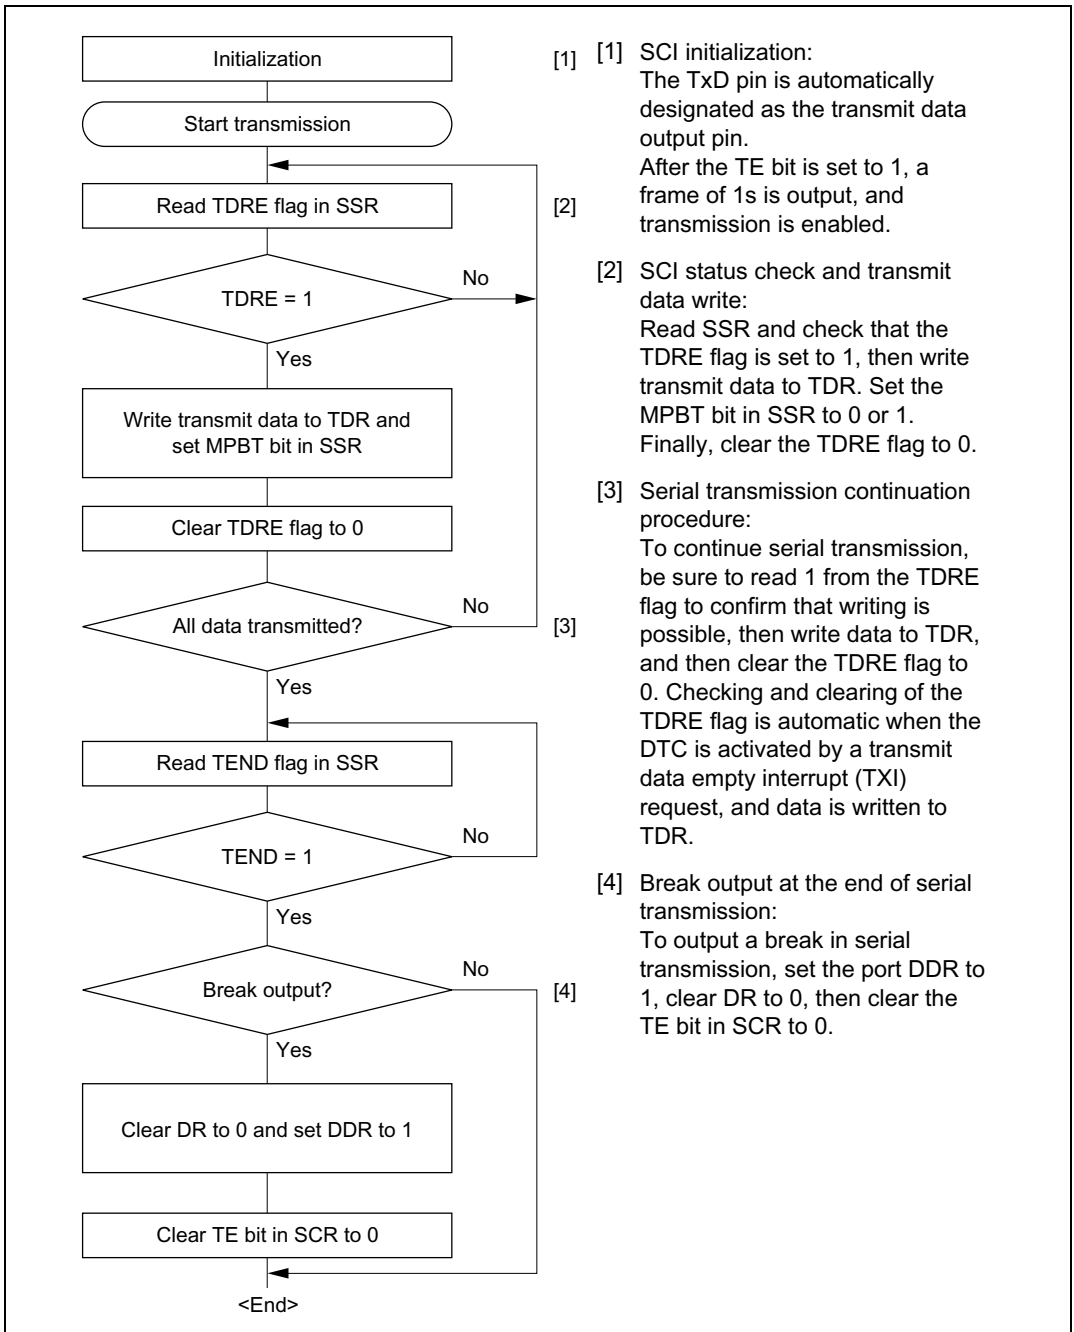 Initialization
[1]
Start transmission
Read TDRE flag in SSR
[2]
TDRE = 1
No
Yes
Write transmit data to TDR and
set MPBT bit in SSR
Clear TDRE flag to 0
All data transmitted?
No
[3]
Yes
Read TEND flag in SSR
TEND = 1
No
Yes
Break output?
No
[4]
Yes
Clear DR to 0 and set DDR to 1
Clear TE bit in SCR to 0
<End>
[1] SCI initialization:
The TxD pin is automatically
designated as the transmit data
output pin.
After the TE bit is set to 1, a
frame of 1s is output, and
transmission is enabled.
[2] SCI status check and transmit
data write:
Read SSR and check that the
TDRE flag is set to 1, then write
transmit data to TDR. Set the
MPBT bit in SSR to 0 or 1.
Finally, clear the TDRE flag to 0.
[3] Serial transmission continuation
procedure:
To continue serial transmission,
be sure to read 1 from the TDRE
flag to confirm that writing is
possible, then write data to TDR,
and then clear the TDRE flag to
0. Checking and clearing of the
TDRE flag is automatic when the
DTC is activated by a transmit
data empty interrupt (TXI)
request, and data is written to
TDR.
[4] Break output at the end of serial
transmission:
To output a break in serial
transmission, set the port DDR to
1, clear DR to 0, then clear the
TE bit in SCR to 0.